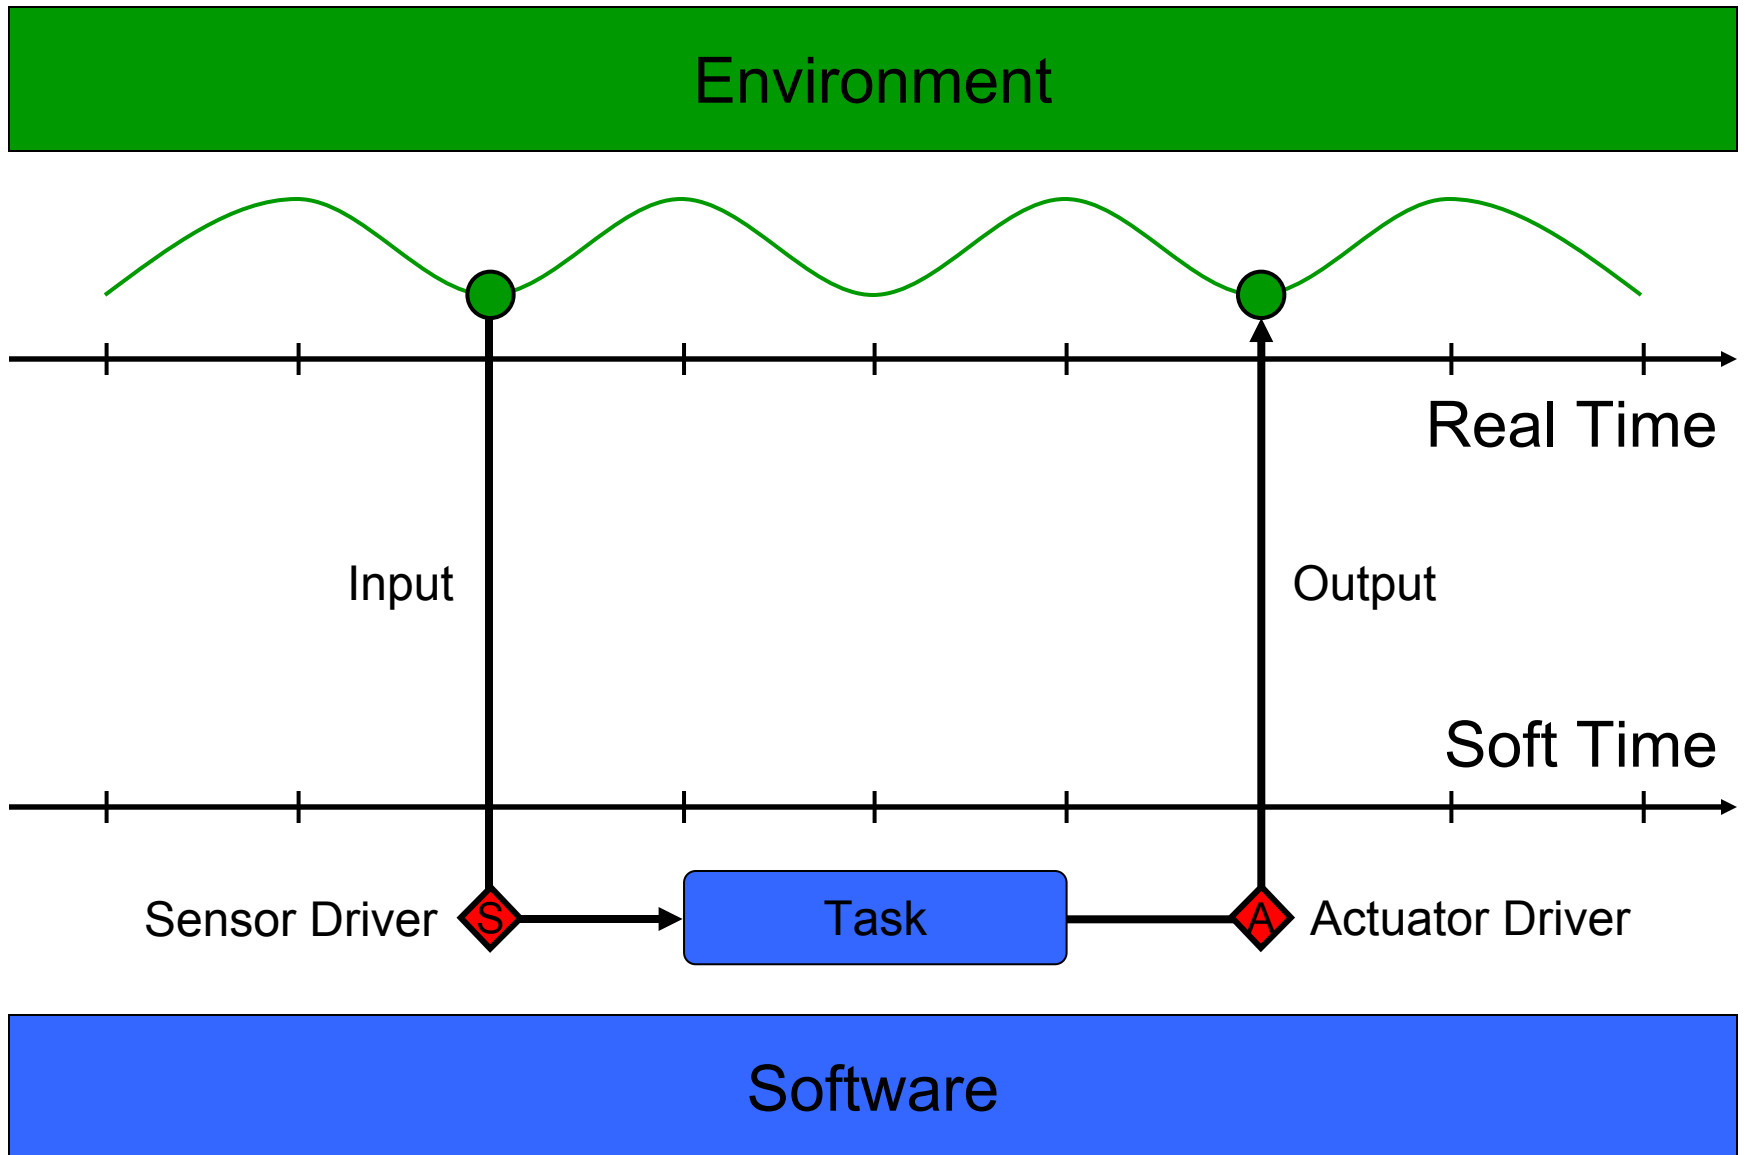 Environment
Real Time
Input
Output
Soft Time
Sensor Driver
S
Task
A
Actuator Driver
Software